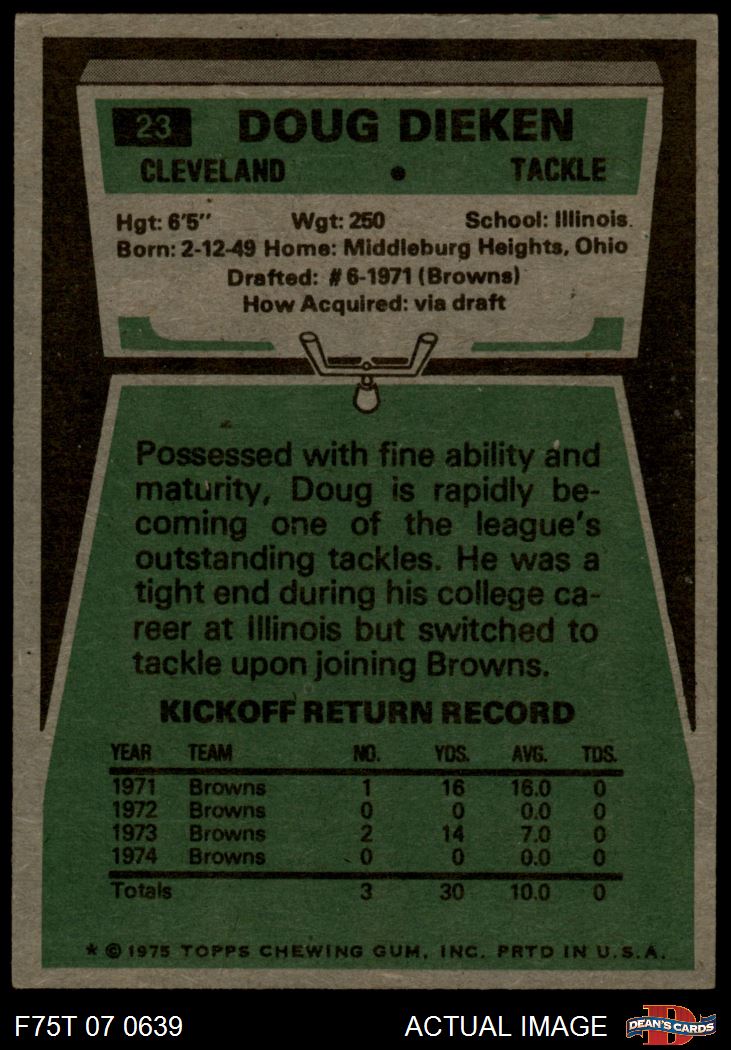 23 DOUG DIEKEN
CLEVELAND • TACKLE
Hgt: 6'5" Wgt: 250 School: Illinois.
Born: 2-12-49 Home: Middleburg Heights, Ohio
Drafted: #6-1971 (Browns)
How Acquired: via draft
Possessed with fine ability and
maturity, Doug is rapidly be-
coming one of the league's
outstanding tackles. He was a
tight end during his college ca-
reer at Illinois but switched to
tackle upon joining Browns.
KICKOFF RETURN RECORD
YEAR TEAM NO. YDS. AVG. TDS.
1971 Browns 1 16 16.0 0
1972 Browns 0 0 0.0 0
1973 Browns 2 14 7.0 0
1974 Browns 0 0 0.0 0
Totals 3 30 10.0 0
* © 1975 TOPPS CHEWING GUM, INC. PRTD IN U.S.A.
F75T 07 0639 ACTUAL IMAGE D DEAN'S CARDS